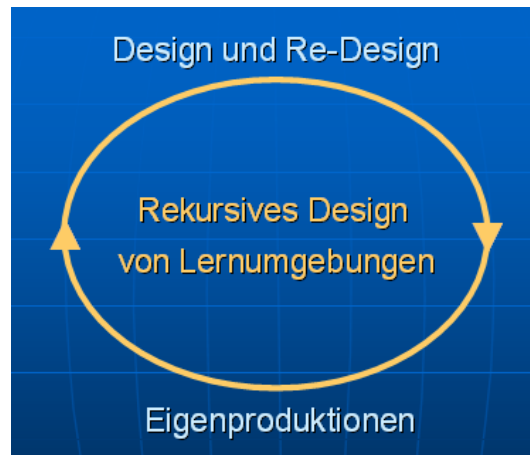 Design und Re-Design
Rekursives Design
von Lernumgebungen
Eigenproduktionen